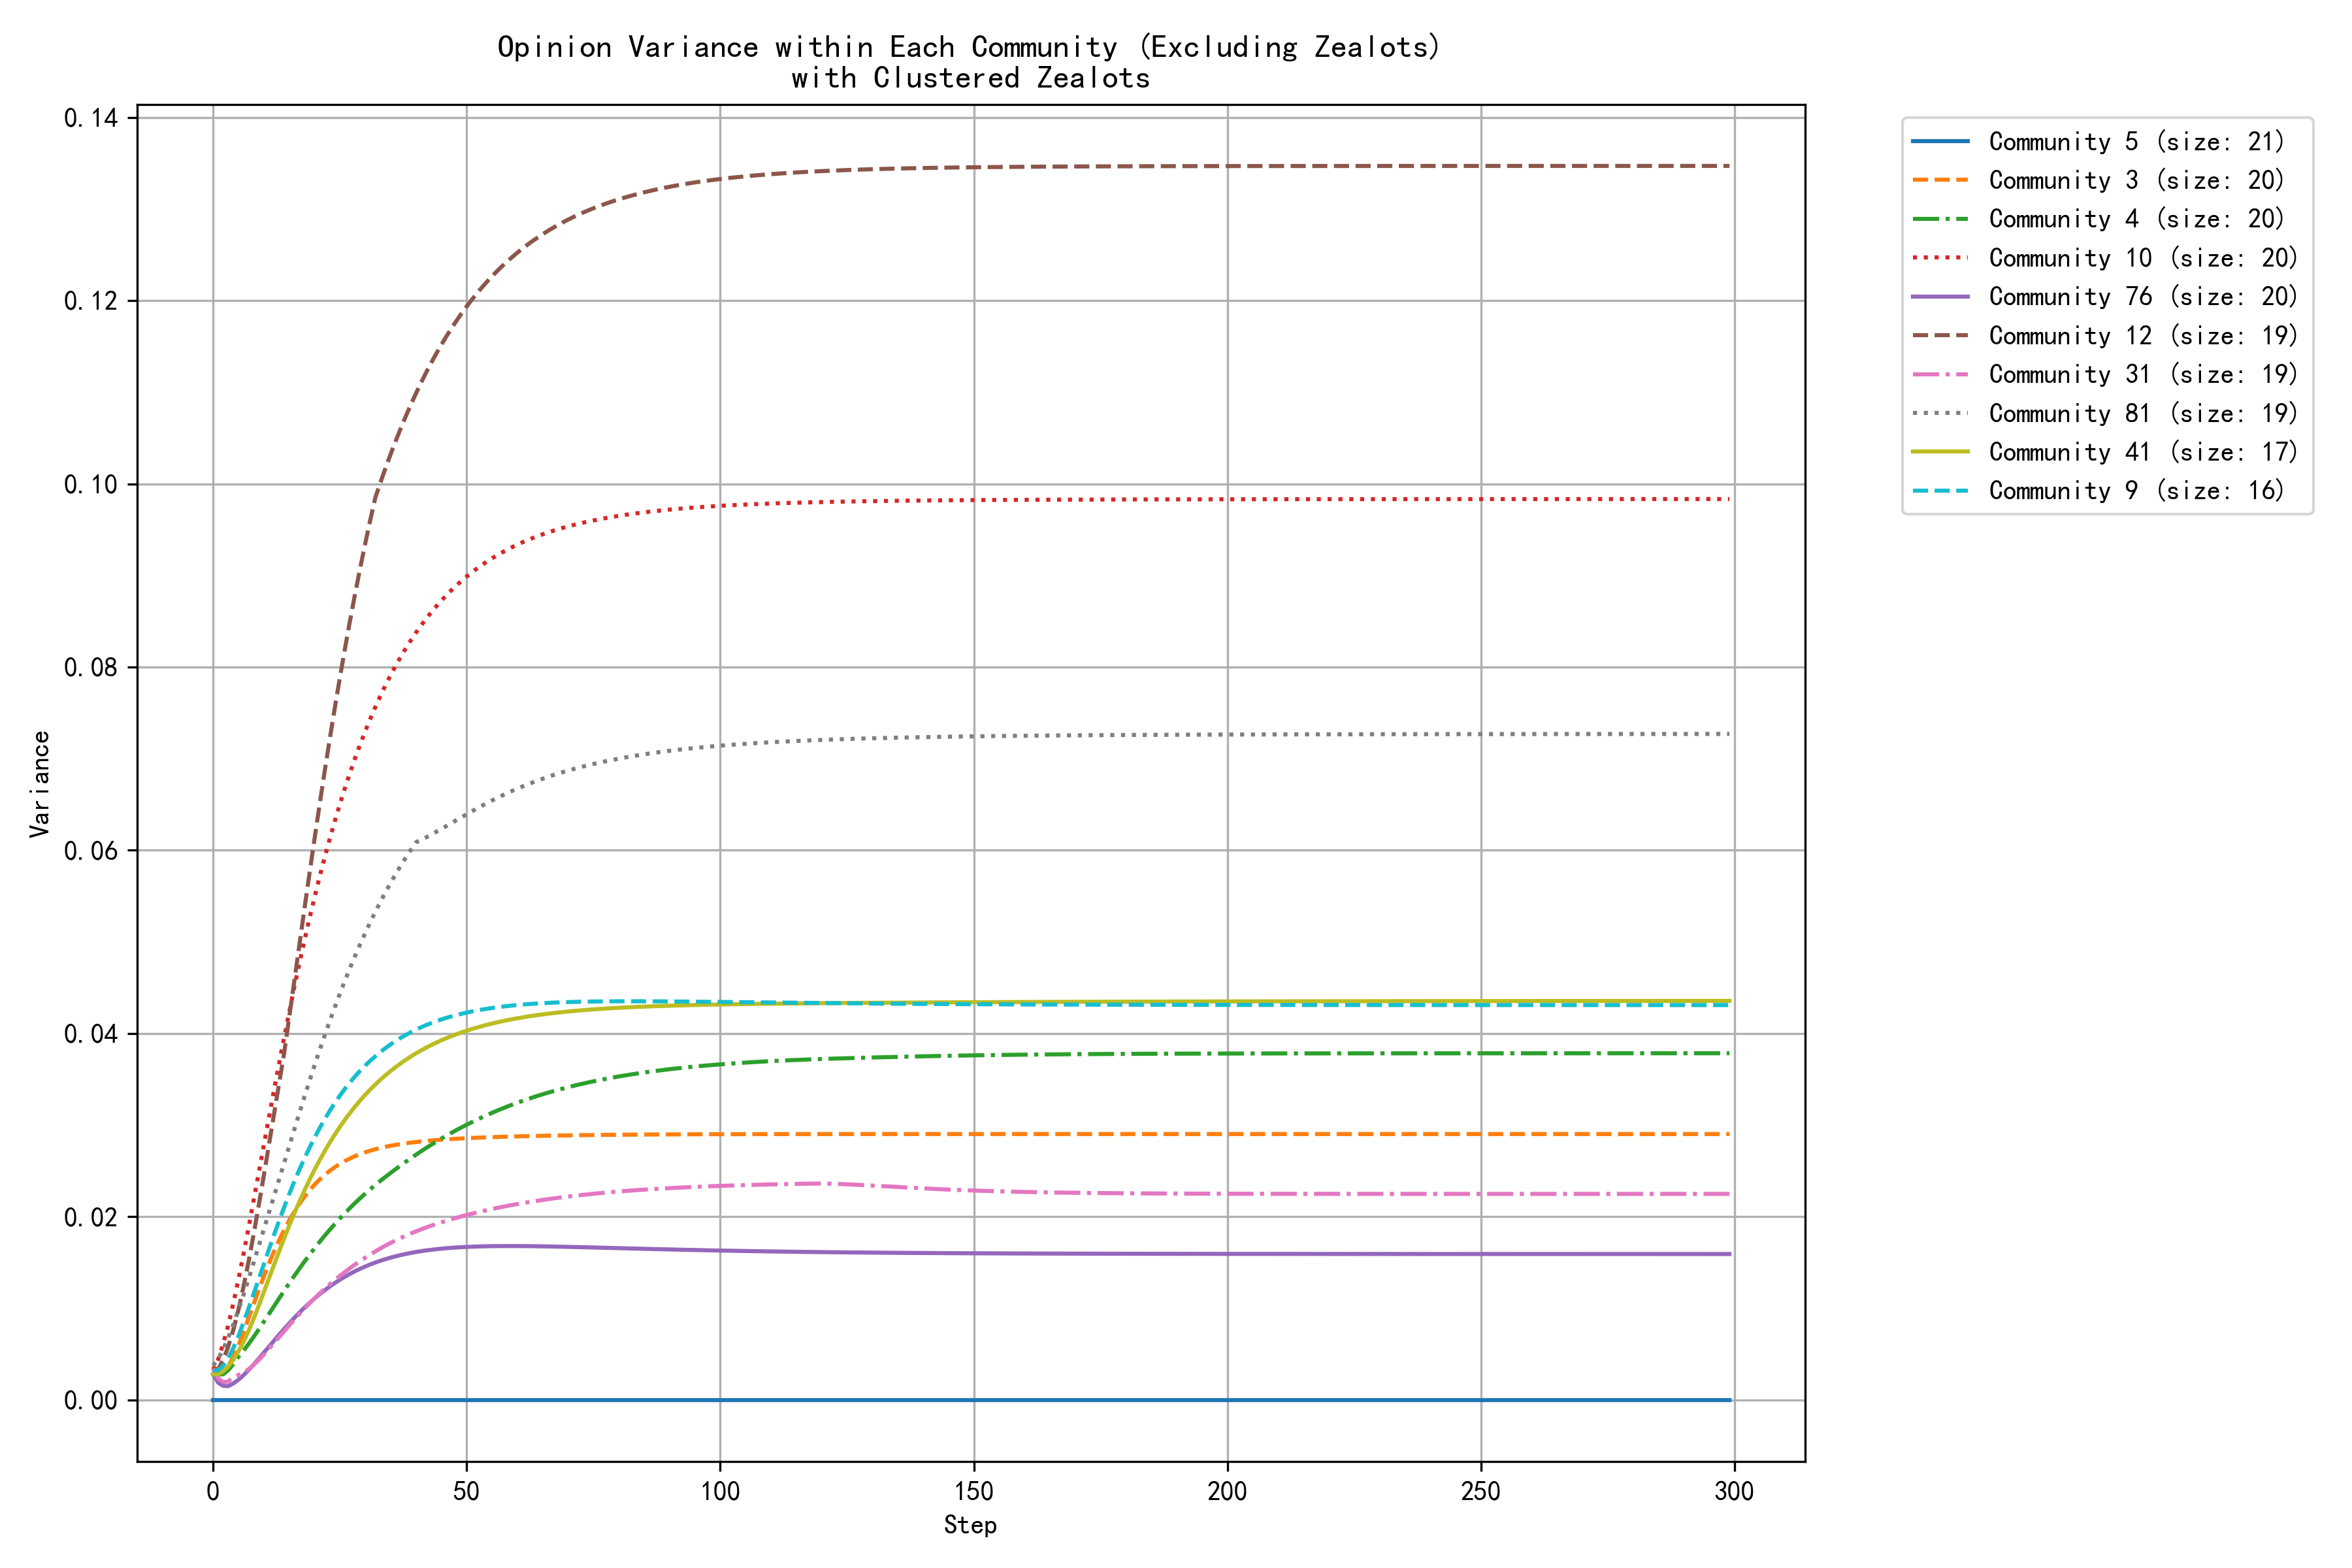 Opinion Variance within Each Community (Excluding Zealots)
with Clustered Zealots
0.14
0.12
0.10
0.08
0.06
0.04
0.02
0.00
Variance
0
50
100
150
200
250
300
Step
Community 5 (size: 21)
Community 3 (size: 20)
Community 4 (size: 20)
Community 10 (size: 20)
Community 76 (size: 20)
Community 12 (size: 19)
Community 31 (size: 19)
Community 81 (size: 19)
Community 41 (size: 17)
Community 9 (size: 16)